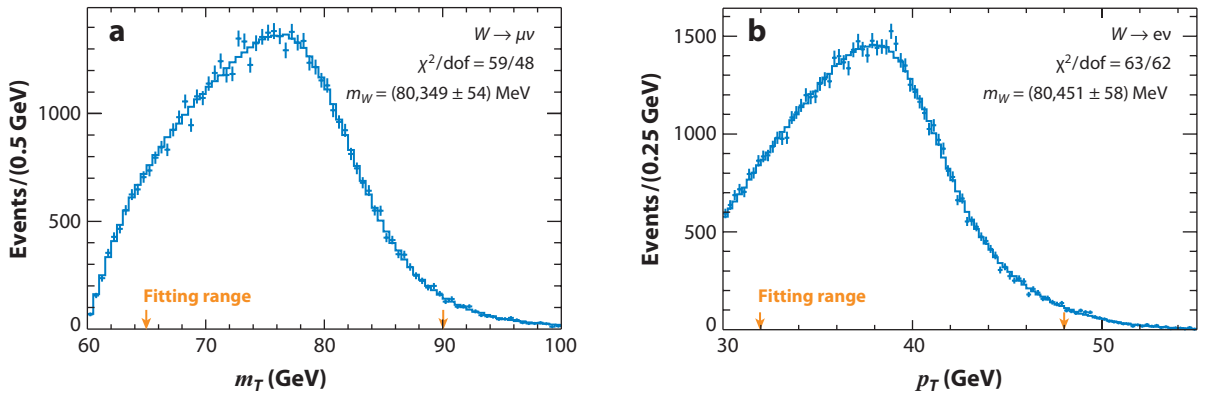 a
W → μν
χ²/dof = 59/48
m_W = (80,349 ± 54) MeV
Events/(0.5 GeV)
1000
500
0
Fitting range
60
70
80
90
100
m_T (GeV)
b
W → eν
χ²/dof = 63/62
m_W = (80,451 ± 58) MeV
Events/(0.25 GeV)
1500
1000
500
0
Fitting range
40
50
p_T (GeV)